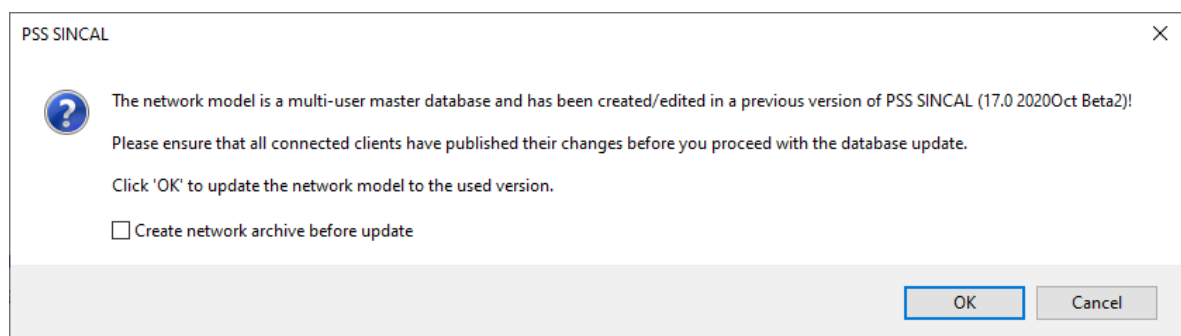 PSS SINCAL
The network model is a multi-user master database and has been created/edited in a previous version of PSS SINCAL (17.0 2020Oct Beta2)!
Please ensure that all connected clients have published their changes before you proceed with the database update.
Click 'OK' to update the network model to the used version.
Create network archive before update
OK
Cancel